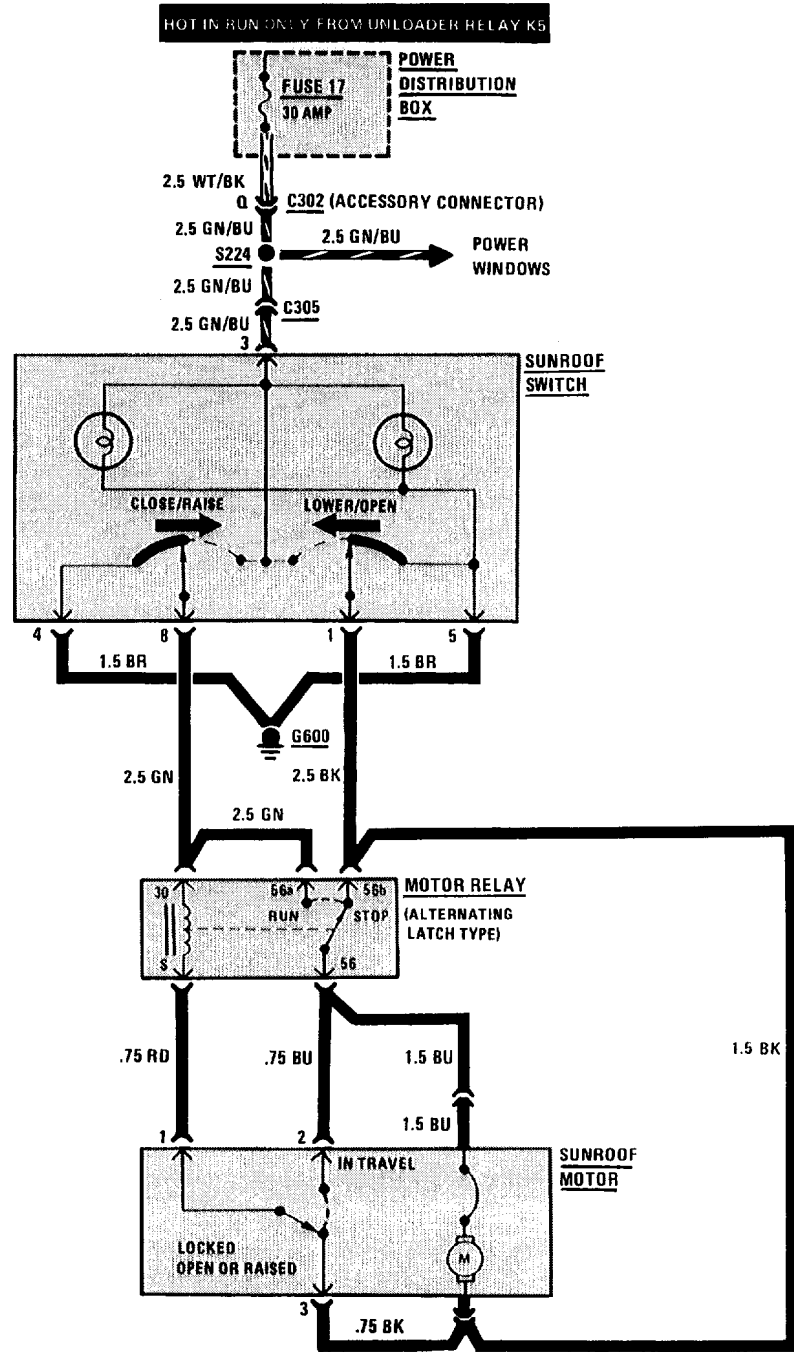 HOT IN RUN ONLY FROM UNLOADER RELAY K5
POWER
DISTRIBUTION
BOX
FUSE 17
30 AMP
2.5 WT/BK
C302 (ACCESSORY CONNECTOR)
2.5 GN/BU
2.5 GN/BU
S224
POWER
WINDOWS
2.5 GN/BU
C305
2.5 GN/BU
3
SUNROOF
SWITCH
CLOSE/RAISE
LOWER/OPEN
4
8
1
5
1.5 BR
1.5 BR
G600
2.5 GN
2.5 BK
2.5 GN
30
56a
56b
MOTOR RELAY
RUN
STOP
(ALTERNATING
LATCH TYPE)
S
56
.75 RD
.75 BU
1.5 BU
1.5 BK
1.5 BU
1
2
IN TRAVEL
SUNROOF
MOTOR
LOCKED
OPEN OR RAISED
M
3
.75 BK